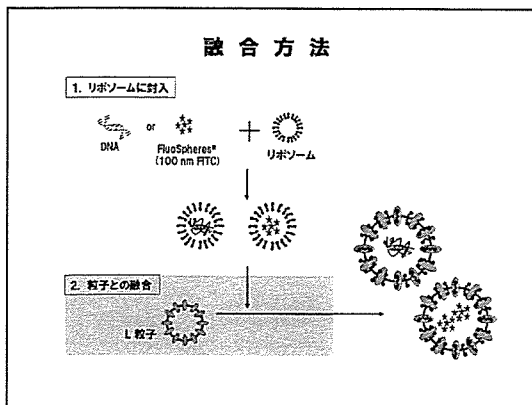 融合方法
1. リポソームに封入
DNA
or
FluoSpheres®
(100 nm FITC)
リポソーム
2. 粒子との融合
L 粒子